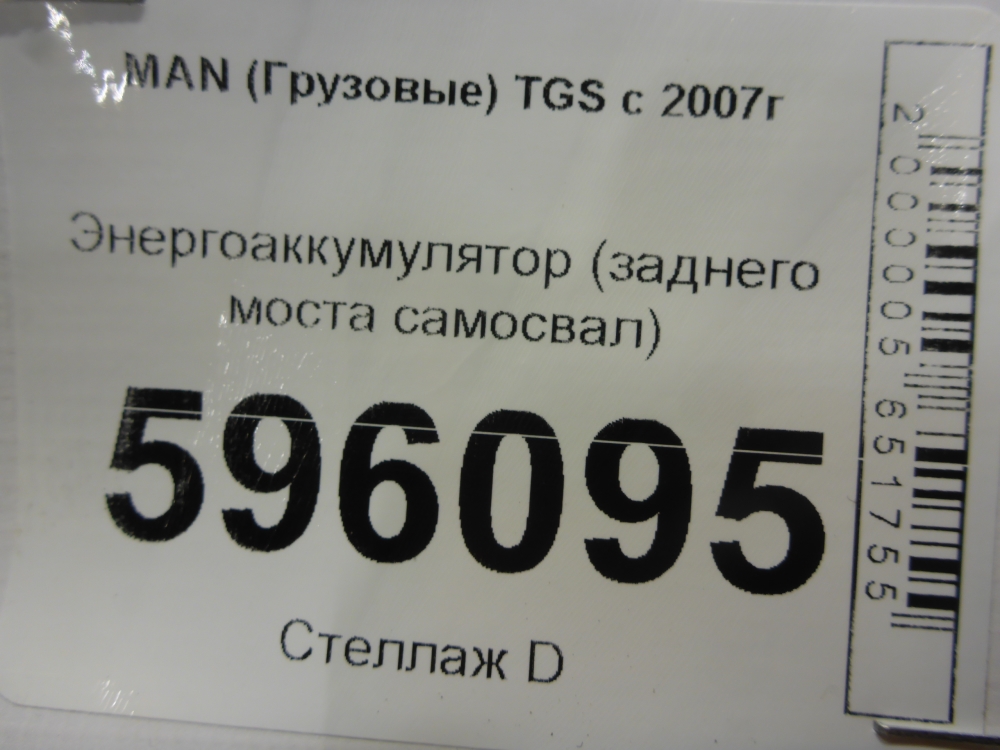 MAN (Грузовые) TGS с 2007г
Энергоаккумулятор (заднего
моста самосвал)
596095
Стеллаж D
2000005651755